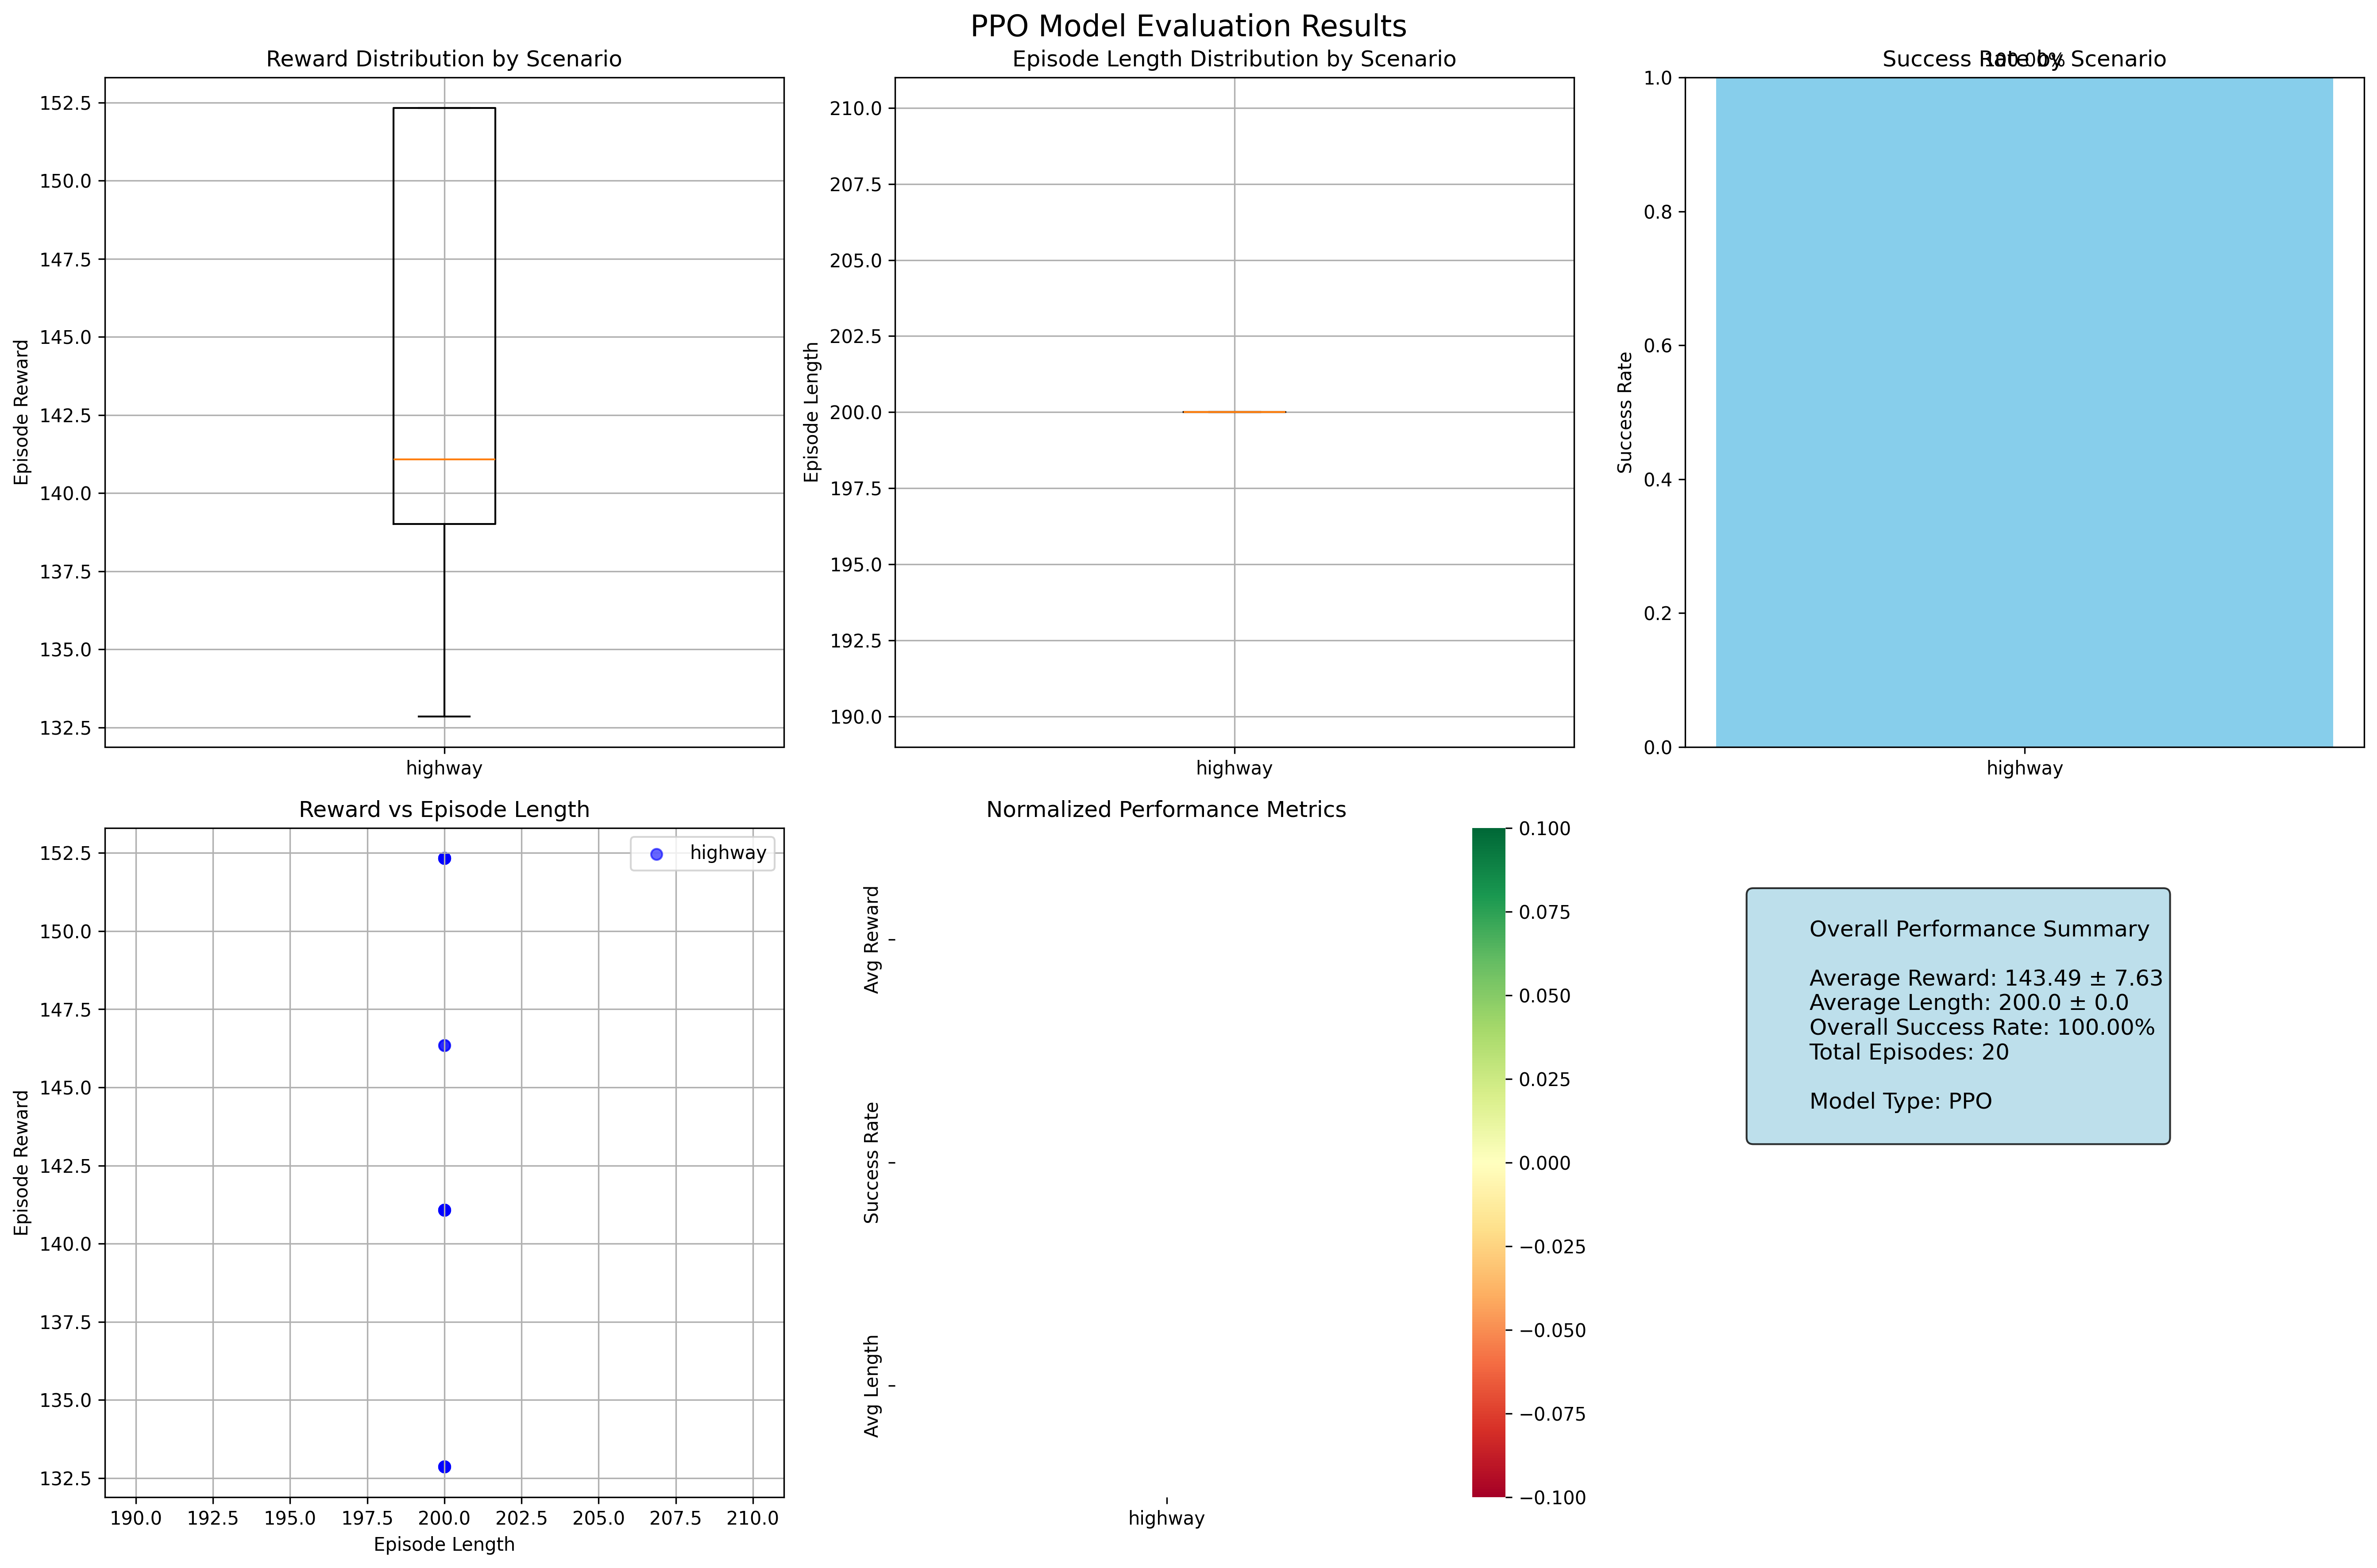 PPO Model Evaluation Results
Reward Distribution by Scenario
Episode Reward
152.5
150.0
147.5
145.0
142.5
140.0
137.5
135.0
132.5
highway
Episode Length Distribution by Scenario
Episode Length
210.0
207.5
205.0
202.5
200.0
197.5
195.0
192.5
190.0
highway
Success Rate by Scenario
100.00%
Success Rate
1.0
0.8
0.6
0.4
0.2
0.0
highway
Reward vs Episode Length
highway
Episode Reward
152.5
150.0
147.5
145.0
142.5
140.0
137.5
135.0
132.5
190.0 192.5 195.0 197.5 200.0 202.5 205.0 207.5 210.0
Episode Length
Normalized Performance Metrics
Avg Reward
Success Rate
Avg Length
highway
0.100
0.075
0.050
0.025
0.000
−0.025
−0.050
−0.075
−0.100
Overall Performance Summary
Average Reward: 143.49 ± 7.63
Average Length: 200.0 ± 0.0
Overall Success Rate: 100.00%
Total Episodes: 20
Model Type: PPO